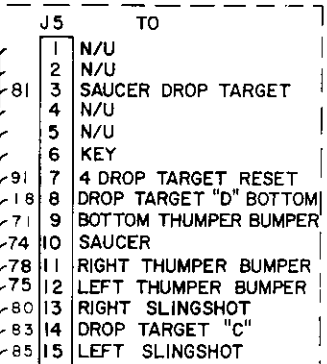 J5 TO
1 N/U
2 N/U
81 3 SAUCER DROP TARGET
4 N/U
5 N/U
6 KEY
91 7 4 DROP TARGET RESET
18 8 DROP TARGET "D" BOTTOM
71 9 BOTTOM THUMPER BUMPER
74 10 SAUCER
78 11 RIGHT THUMPER BUMPER
75 12 LEFT THUMPER BUMPER
80 13 RIGHT SLINGSHOT
83 14 DROP TARGET "C"
85 15 LEFT SLINGSHOT